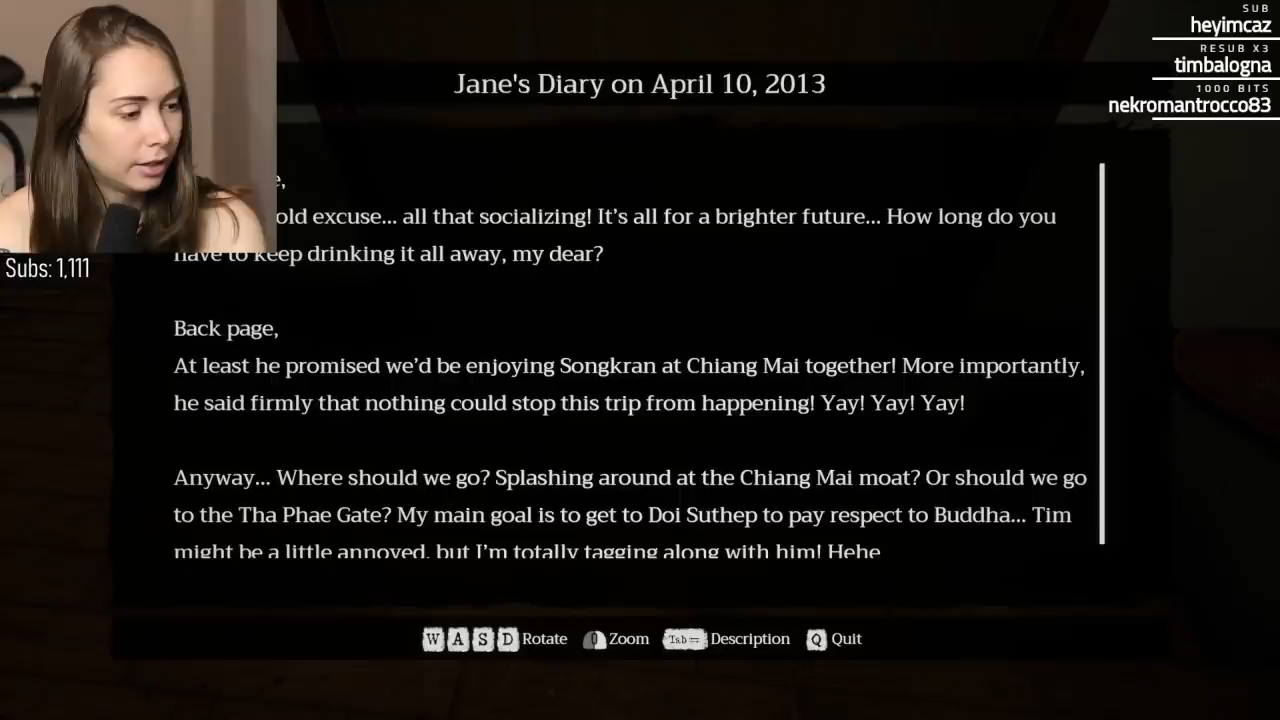 SUB
heyimcaz
RESUB X3
timbalogna
1000 BITS
nekromantrocco83
Jane's Diary on April 10, 2013
old excuse... all that socializing! It's all for a brighter future... How long do you
have to keep drinking it all away, my dear?
Subs: 1,111
Back page,
At least he promised we'd be enjoying Songkran at Chiang Mai together! More importantly,
he said firmly that nothing could stop this trip from happening! Yay! Yay! Yay!
Anyway... Where should we go? Splashing around at the Chiang Mai moat? Or should we go
to the Tha Phae Gate? My main goal is to get to Doi Suthep to pay respect to Buddha... Tim
might be a little annoyed, but I'm totally tagging along with him! Hehe
W A S D Rotate Zoom Tab Description Q Quit